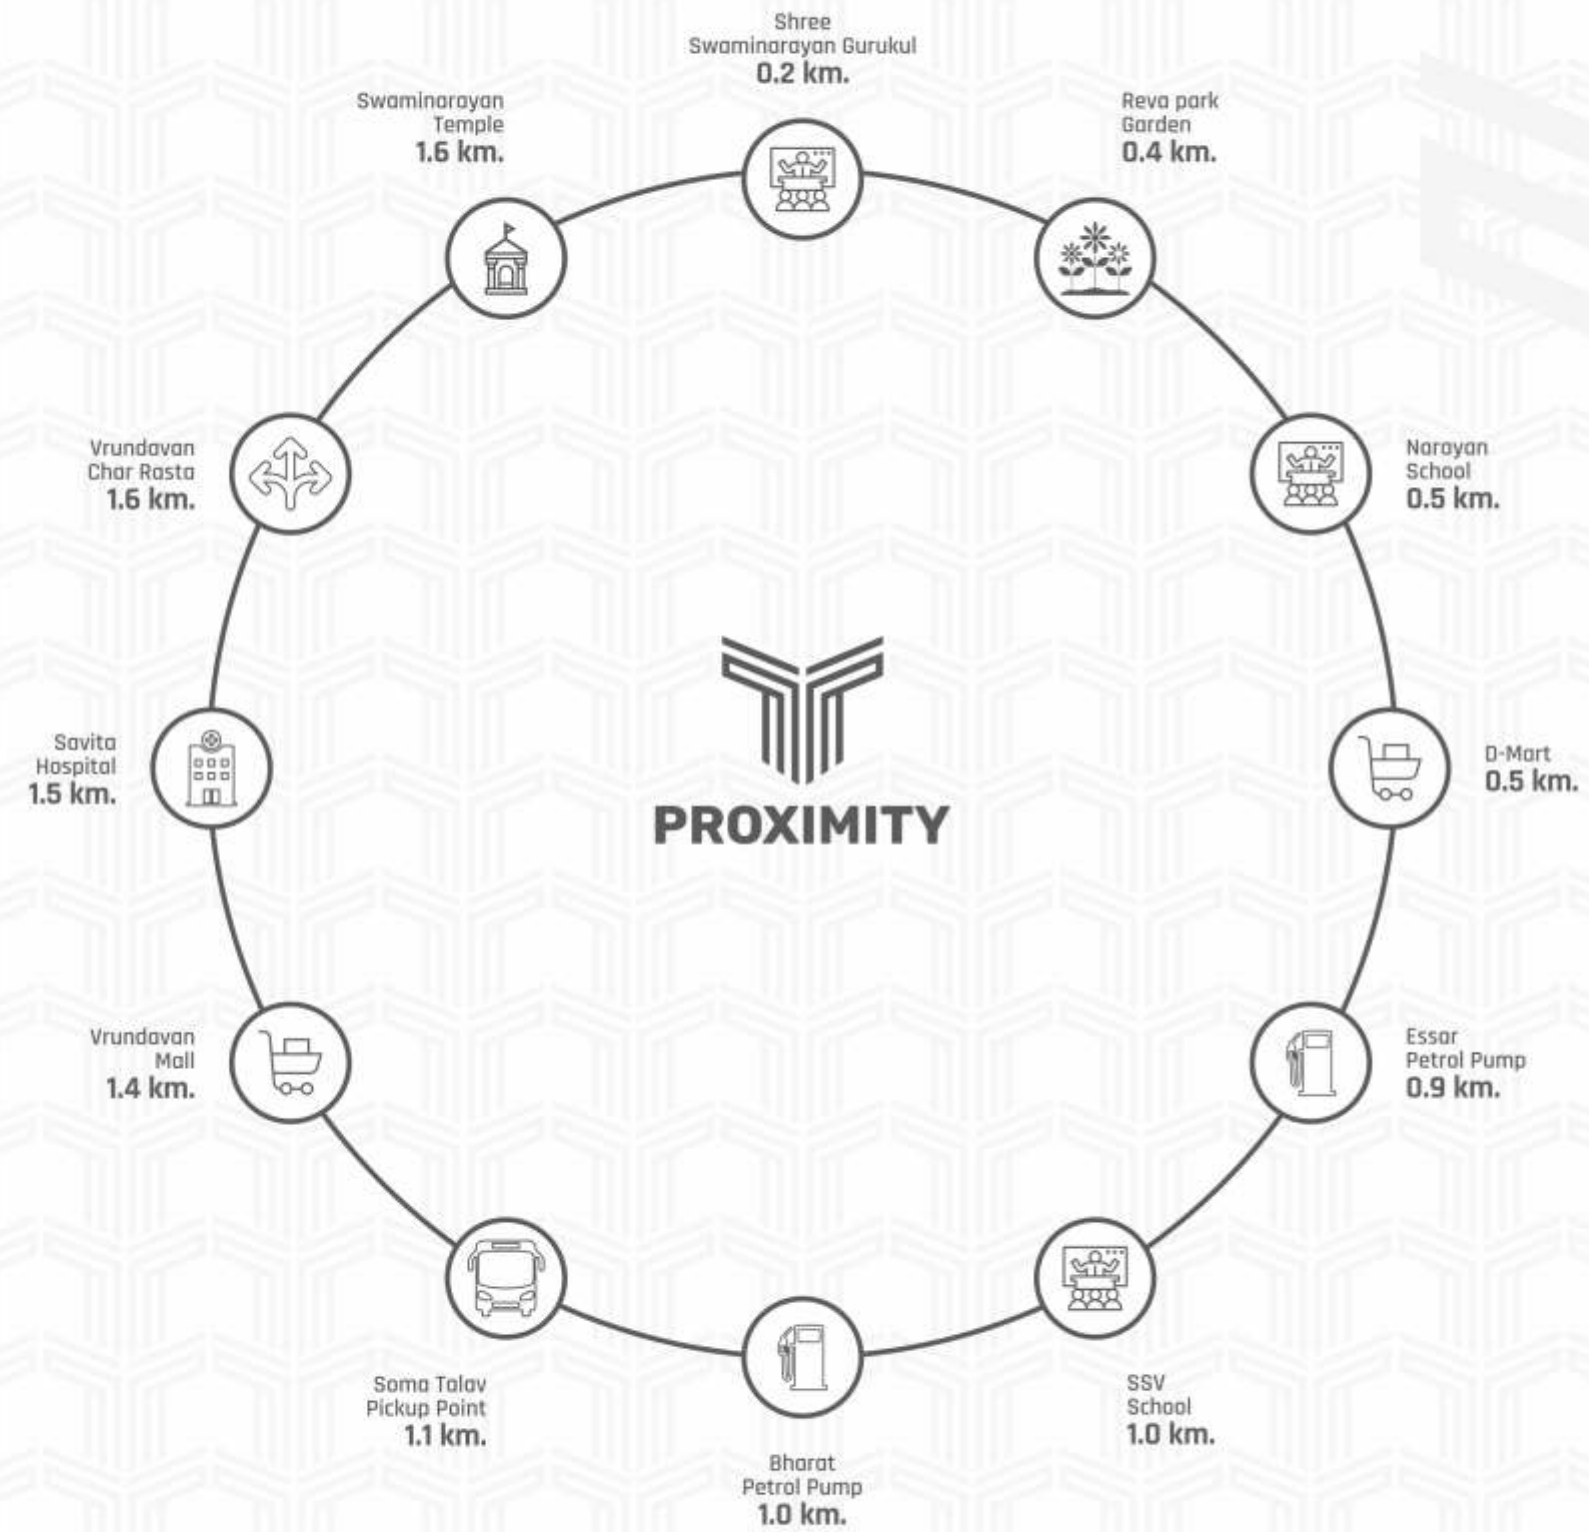 Shree
Swaminarayan Gurukul
0.2 km.
Reva park
Garden
0.4 km.
Narayan
School
0.5 km.
D-Mart
0.5 km.
Essar
Petrol Pump
0.9 km.
SSV
School
1.0 km.
Bharat
Petrol Pump
1.0 km.
Soma Talav
Pickup Point
1.1 km.
Vrundavan
Mall
1.4 km.
Savita
Hospital
1.5 km.
Vrundavan
Char Rasta
1.6 km.
Swaminarayan
Temple
1.6 km.
PROXIMITY